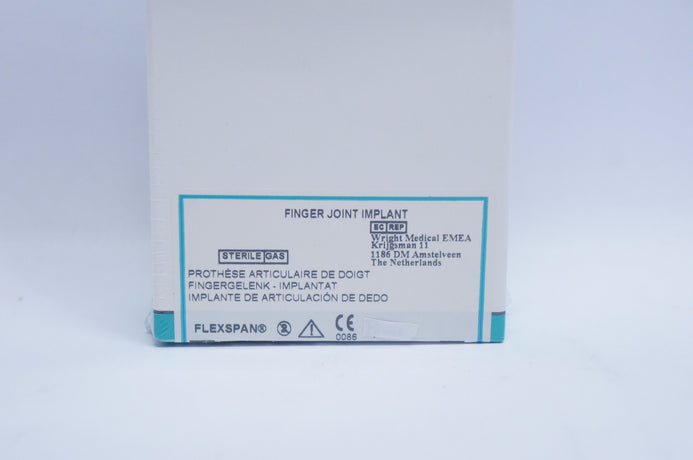 FINGER JOINT IMPLANT
EC REP
Wright Medical EMEA
Krijgsman 11
1186 DM Amstelveen
The Netherlands
STERILE GAS
PROTHÈSE ARTICULAIRE DE DOIGT
FINGERGELENK - IMPLANTAT
IMPLANTE DE ARTICULACIÓN DE DEDO
FLEXSPAN® 2 CE
0086